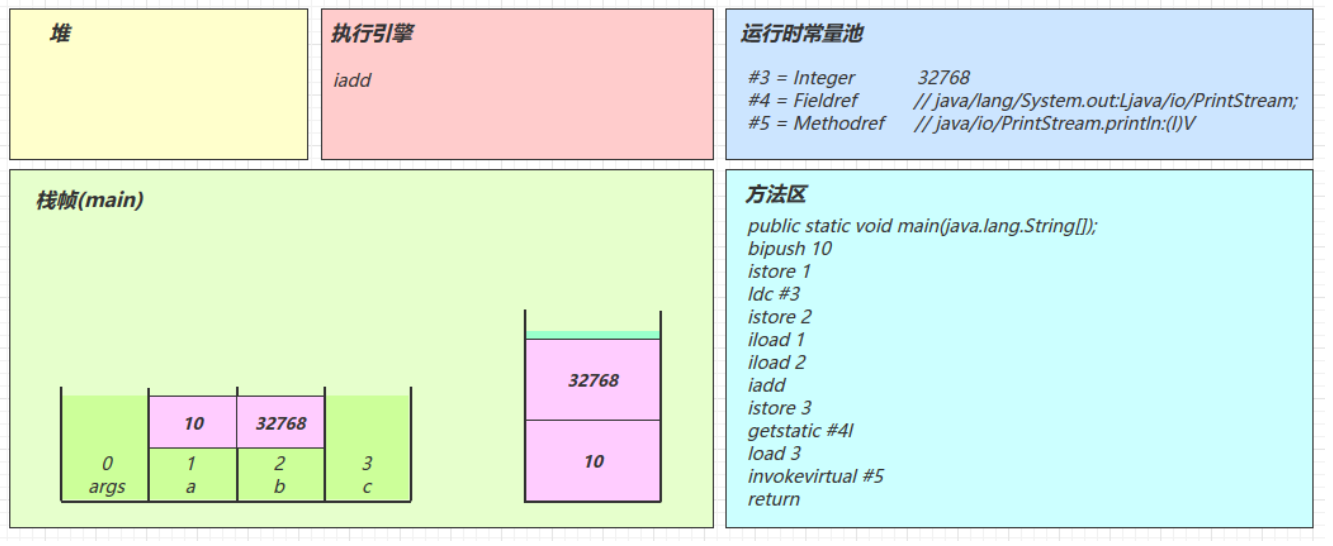 堆
执行引擎
iadd
运行时常量池
#3 = Integer 32768
#4 = Fieldref // java/lang/System.out:Ljava/io/PrintStream;
#5 = Methodref // java/io/PrintStream.println:(I)V
栈帧(main)
10 32768
0 1 2 3
args a b c
32768
10
方法区
public static void main(java.lang.String[]);
bipush 10
istore 1
ldc #3
istore 2
iload 1
iload 2
iadd
istore 3
getstatic #4I
load 3
invokevirtual #5
return